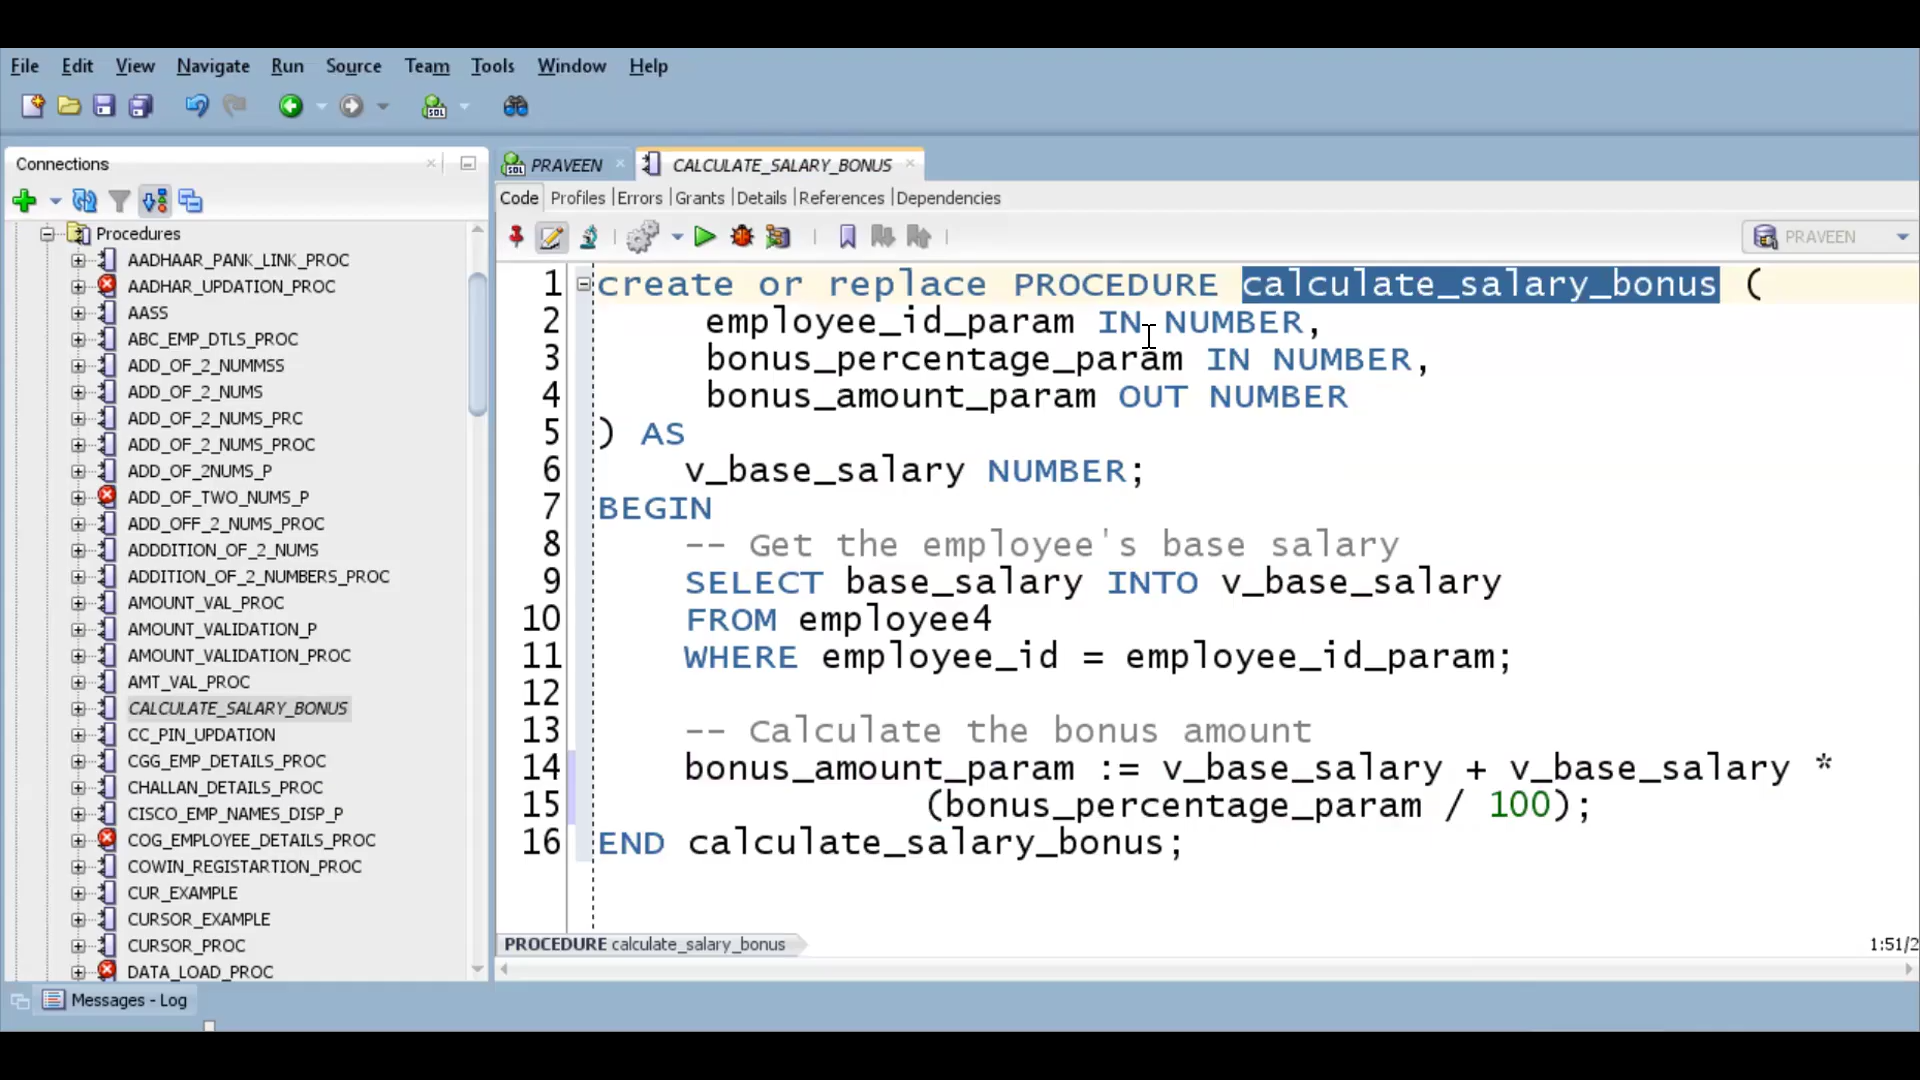 File Edit View Navigate Run Source Team Tools Window Help
Connections
PRAVEEN CALCULATE_SALARY_BONUS
Code Profiles Errors Grants Details References Dependencies
PRAVEEN
Procedures
AADHAAR_PANK_LINK_PROC
AADHAR_UPDATION_PROC
AASS
ABC_EMP_DTLS_PROC
ADD_OF_2_NUMMSS
ADD_OF_2_NUMS
ADD_OF_2_NUMS_PRC
ADD_OF_2_NUMS_PROC
ADD_OF_2NUMS_P
ADD_OF_TWO_NUMS_P
ADD_OFF_2_NUMS_PROC
ADDDITION_OF_2_NUMS
ADDITION_OF_2_NUMBERS_PROC
AMOUNT_VAL_PROC
AMOUNT_VALIDATION_P
AMOUNT_VALIDATION_PROC
AMT_VAL_PROC
CALCULATE_SALARY_BONUS
CC_PIN_UPDATION
CGG_EMP_DETAILS_PROC
CHALLAN_DETAILS_PROC
CISCO_EMP_NAMES_DISP_P
COG_EMPLOYEE_DETAILS_PROC
COWIN_REGISTARTION_PROC
CUR_EXAMPLE
CURSOR_EXAMPLE
CURSOR_PROC
DATA_LOAD_PROC
1 create or replace PROCEDURE calculate_salary_bonus (
2 employee_id_param IN NUMBER,
3 bonus_percentage_param IN NUMBER,
4 bonus_amount_param OUT NUMBER
5 ) AS
6 v_base_salary NUMBER;
7 BEGIN
8 -- Get the employee's base salary
9 SELECT base_salary INTO v_base_salary
10 FROM employee4
11 WHERE employee_id = employee_id_param;
12
13 -- Calculate the bonus amount
14 bonus_amount_param := v_base_salary + v_base_salary *
15 (bonus_percentage_param / 100);
16 END calculate_salary_bonus;
PROCEDURE calculate_salary_bonus
1:51/2
Messages - Log